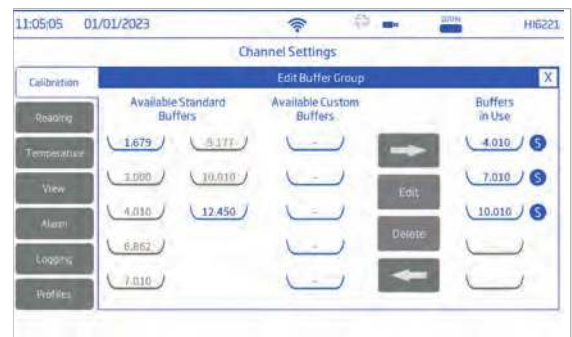 11:05:05 01/01/2023 100% HI6221
Channel Settings
Calibration
Edit Buffer Group
X
Reading
Temperature
View
Alarm
Logging
Profiles
Available Standard
Buffers
Available Custom
Buffers
Buffers
in Use
1.679 9.177 - 4.010 S
3.000 10.010 - 7.010 S
Edit
4.010 12.450 - 10.010 S
Delete
6.862 -
7.010 -